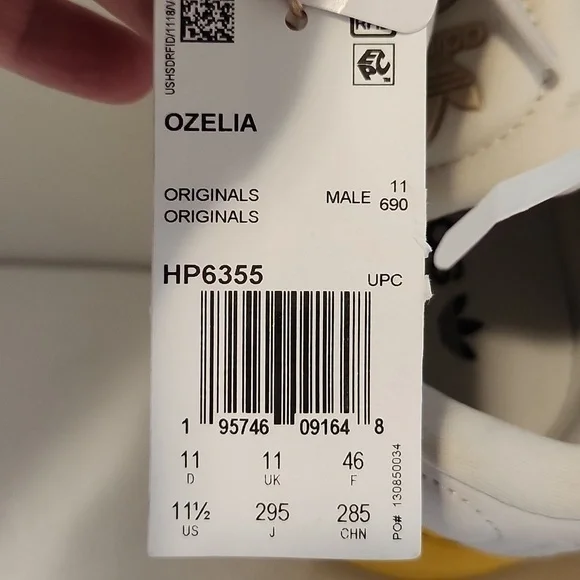 USHSDRFID/1118/V
EPC™
OZELIA
ORIGINALS MALE 11
ORIGINALS 690
HP6355 UPC
1 95746 09164 8
11 11 46
D UK F
11½ 295 285
US J CHN
PO# 130850034